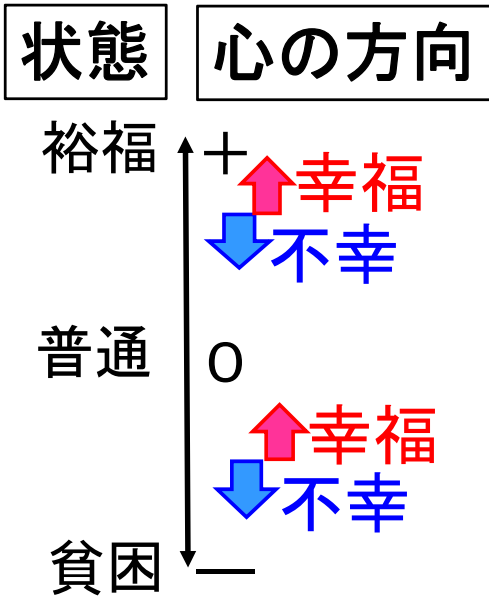 状態 心の方向
裕福 +
幸福
不幸
普通 0
幸福
不幸
貧困 −